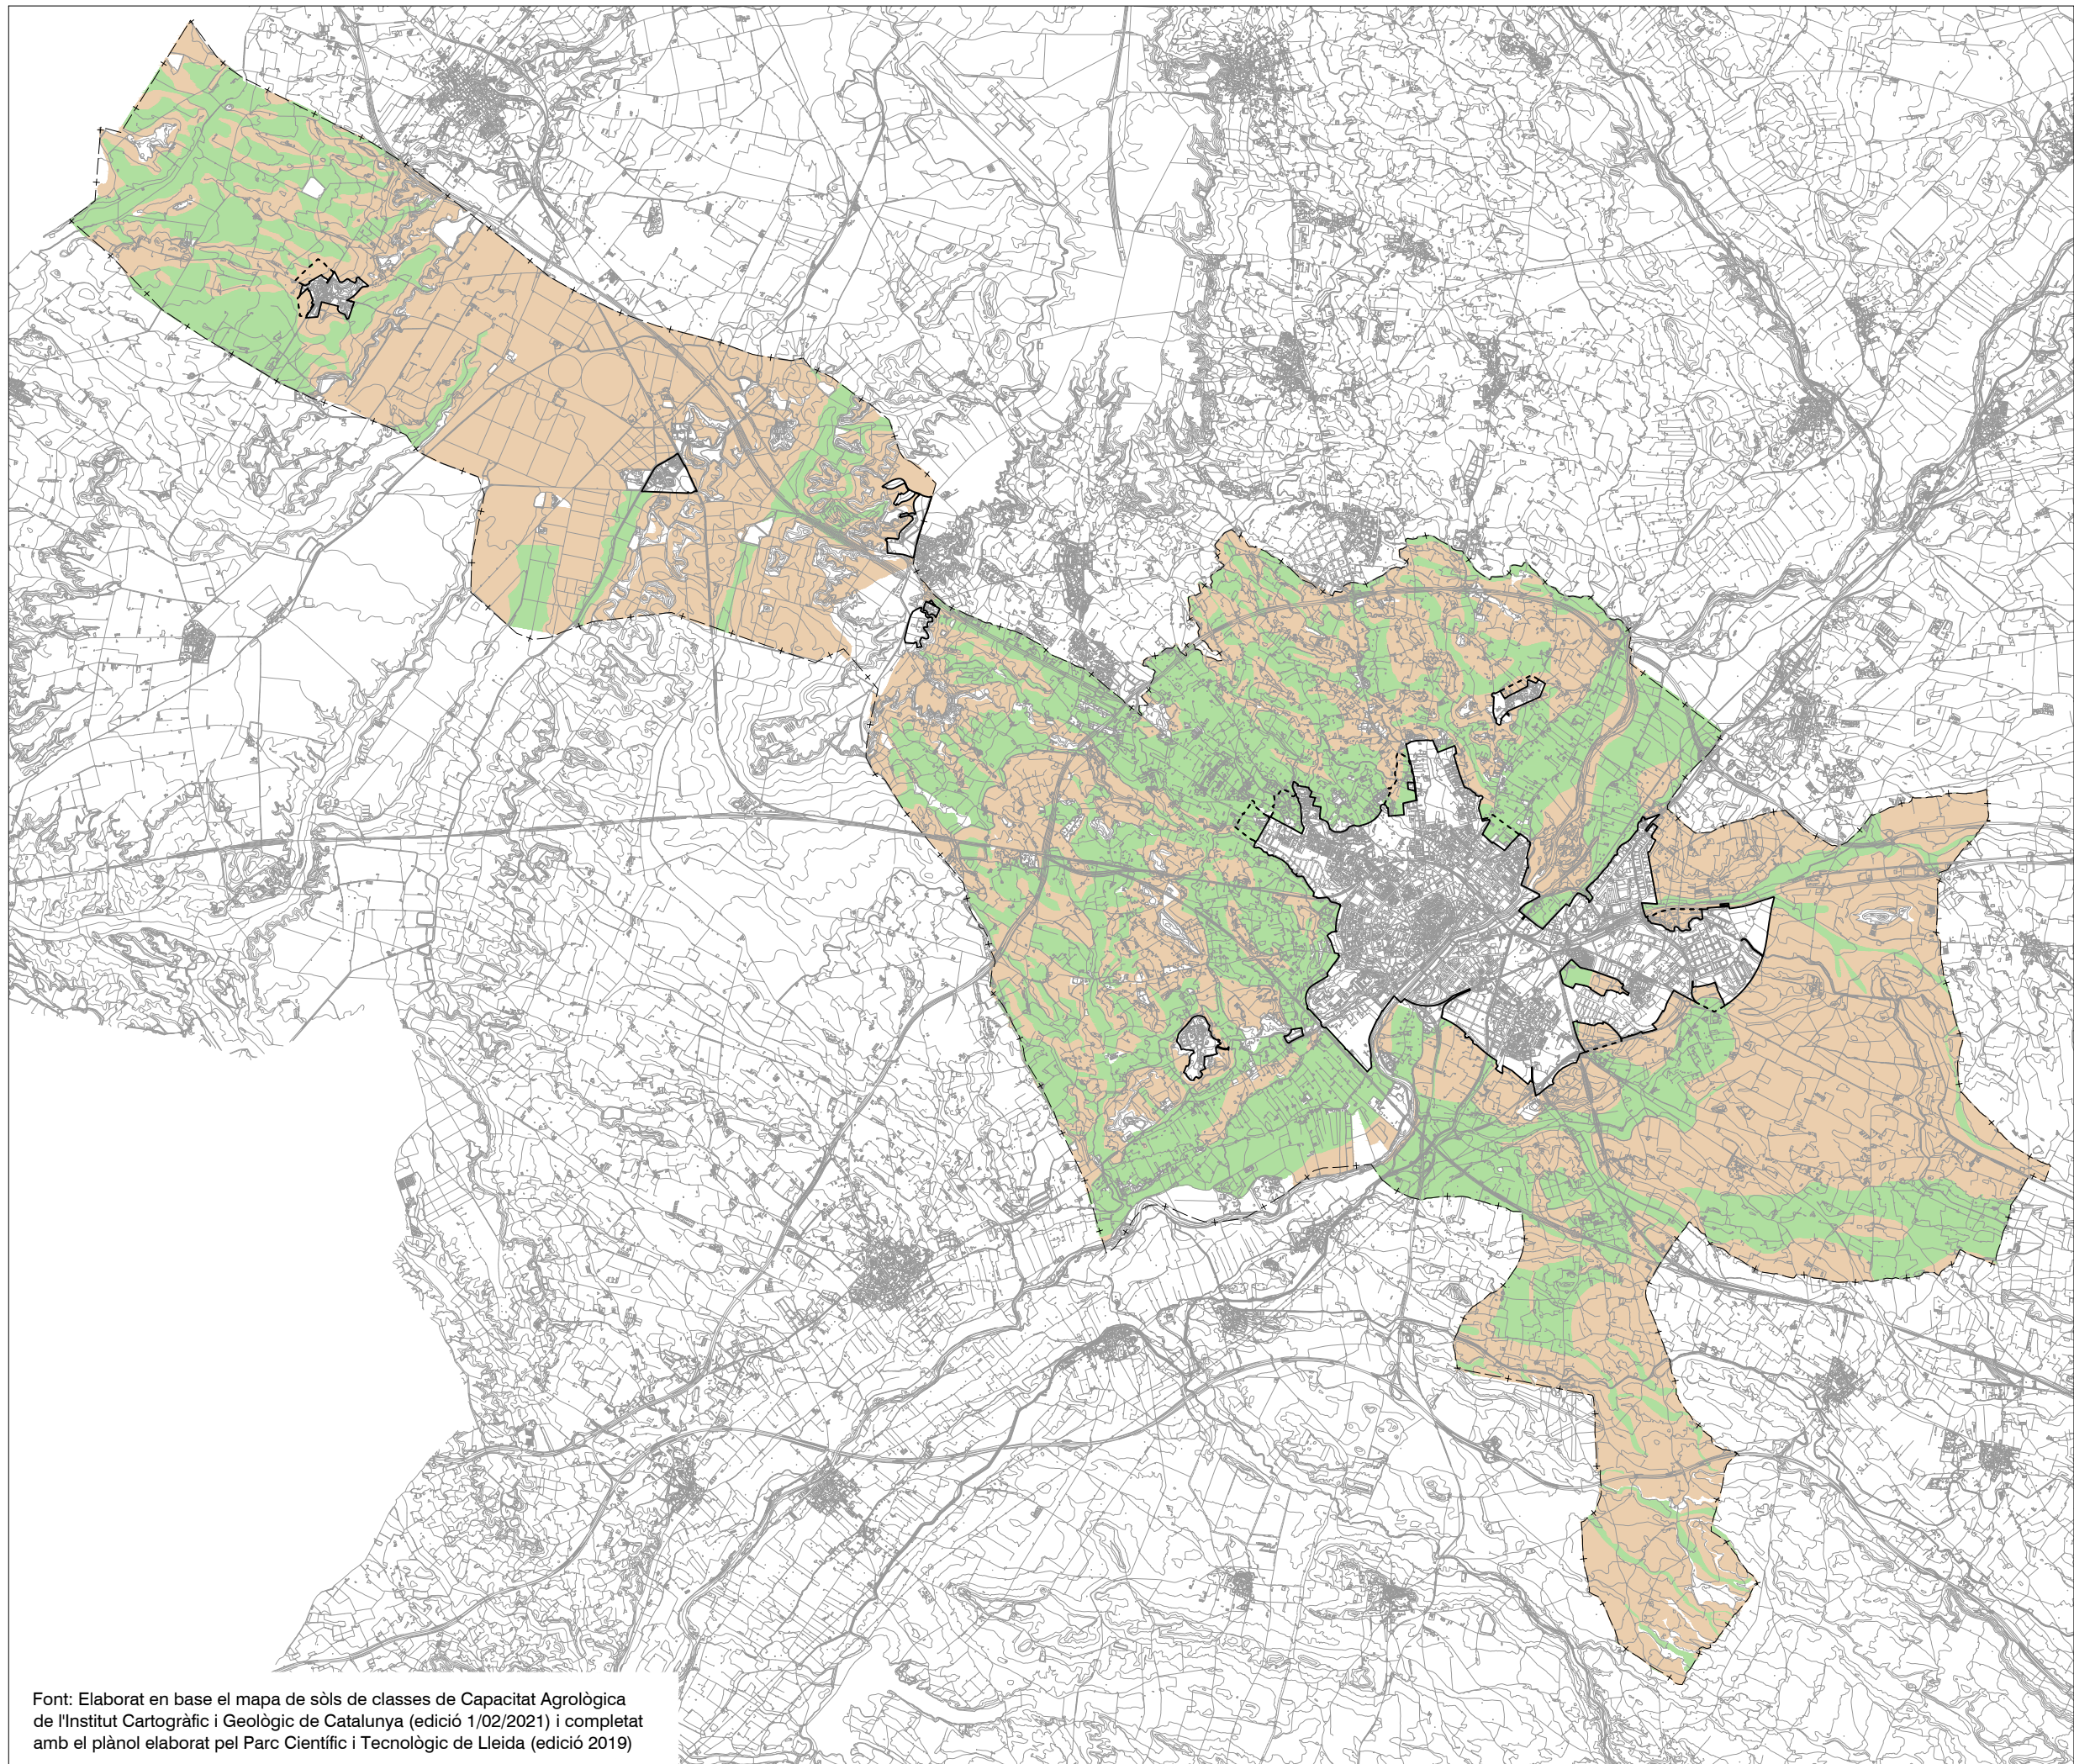 Font: Elaborat en base el mapa de sòls de classes de Capacitat Agrològica
de l'Institut Cartogràfic i Geològic de Catalunya (edició 1/02/2021) i completat
amb el plànol elaborat pel Parc Científic i Tecnològic de Lleida (edició 2019)